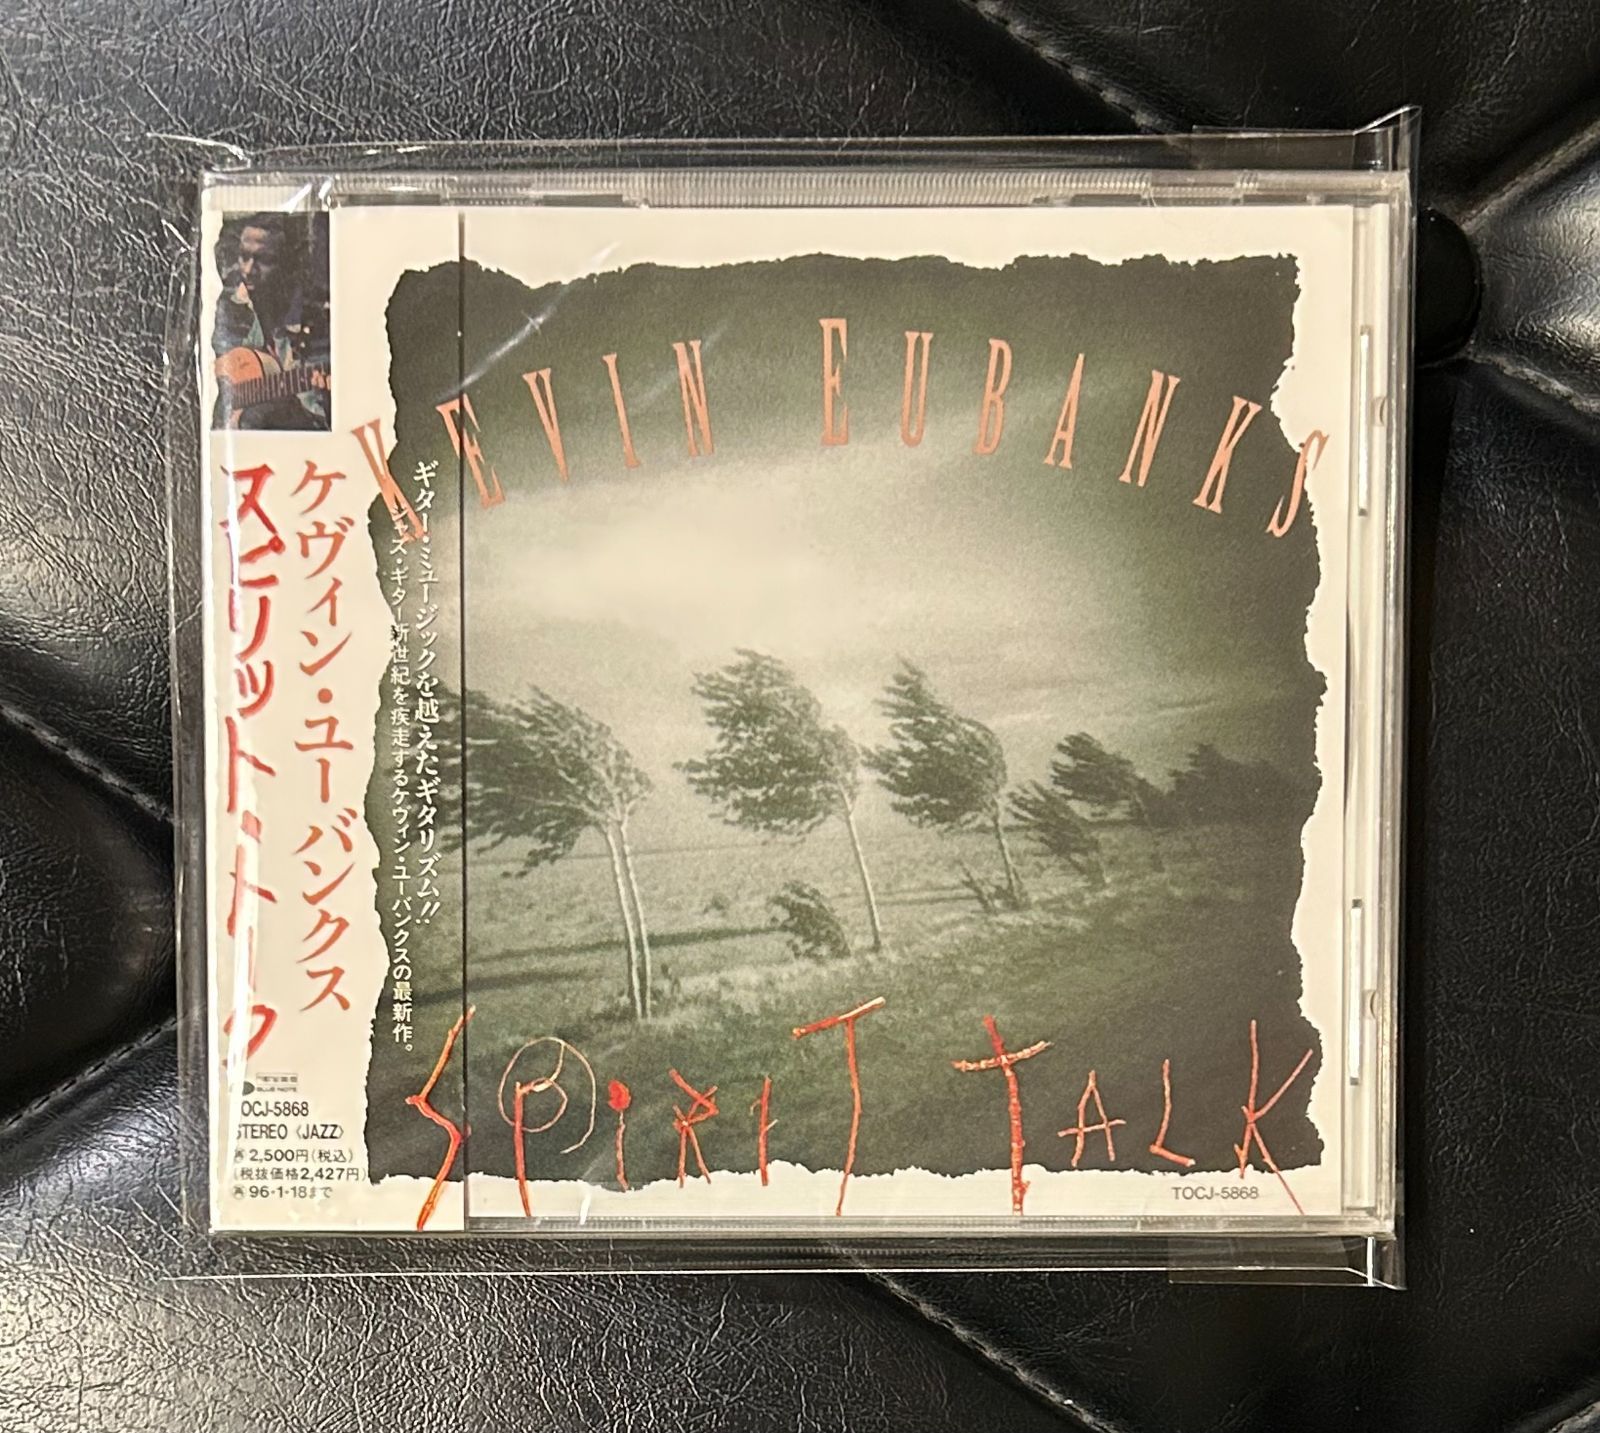 KEVIN EUBANKS
ギター・ミュージックを越えたギタリズム!!
ジャズ・ギター新世紀を疾走するケヴィン・ユーバンクスの最新作。
ケヴィン・ユーバンクス
スピリット・トーク
BLUE NOTE
TOCJ-5868
STEREO〈JAZZ〉
2,500円(税込)
(税抜価格2,427円)
96・1・18まで
SPIRIT TALK
TOCJ-5868